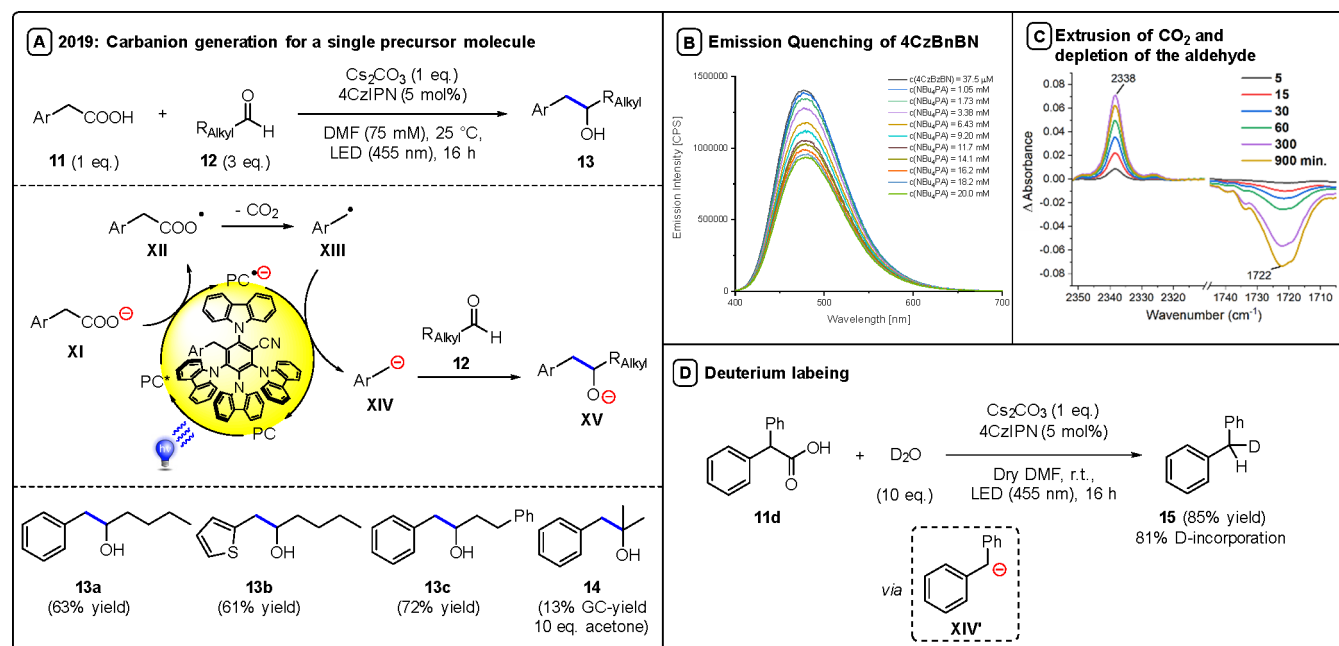 A 2019: Carbanion generation for a single precursor molecule
Ar COOH
11 (1 eq.)
+
O
R_Alkyl H
12 (3 eq.)
Cs₂CO₃ (1 eq.)
4CzIPN (5 mol%)
DMF (75 mM), 25 °C,
LED (455 nm), 16 h
Ar R_Alkyl
OH
13
Ar COO •
XII
- CO₂
Ar •
XIII
PC•⊖
Ar COO⊖
XI
N
Ar CN
N N
N
PC*
PC
hν
Ar ⊖
XIV
O
R_Alkyl H
12
Ar R_Alkyl
O⊖
XV
OH
13a
(63% yield)
S OH
13b
(61% yield)
Ph
OH
13c
(72% yield)
OH
14
(13% GC-yield
10 eq. acetone)
B Emission Quenching of 4CzBnBN
Emission Intensity [CPS]
1500000
1000000
500000
0
400 500 600 700
Wavelength [nm]
c(4CzBzBN) = 37.5 μM
c(NBu₄PA) = 1.05 mM
c(NBu₄PA) = 1.73 mM
c(NBu₄PA) = 3.38 mM
c(NBu₄PA) = 6.43 mM
c(NBu₄PA) = 9.20 mM
c(NBu₄PA) = 11.7 mM
c(NBu₄PA) = 14.1 mM
c(NBu₄PA) = 16.2 mM
c(NBu₄PA) = 18.2 mM
c(NBu₄PA) = 20.0 mM
C Extrusion of CO₂ and
depletion of the aldehyde
Δ Absorbance
0.08
0.06
0.04
0.02
0.00
-0.02
-0.04
-0.06
-0.08
2338
1722
5
15
30
60
300
900 min.
2350 2340 2330 2320 1740 1730 1720 1710
Wavenumber (cm⁻¹)
D Deuterium labeing
Ph
OH
O
11d
+
D₂O
(10 eq.)
Cs₂CO₃ (1 eq.)
4CzIPN (5 mol%)
Dry DMF, r.t.,
LED (455 nm), 16 h
Ph
D
H
15 (85% yield)
81% D-incorporation
via
Ph
⊖
XIV'